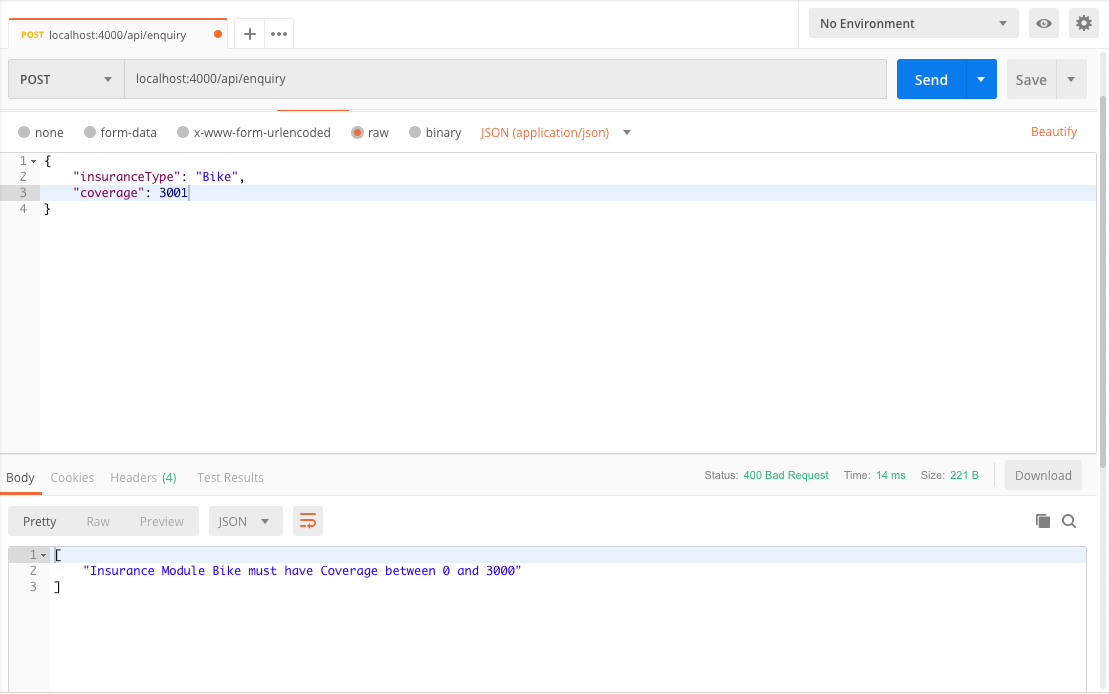 POST localhost:4000/api/enquiry
No Environment
POST localhost:4000/api/enquiry Send Save
none form-data x-www-form-urlencoded raw binary JSON (application/json) Beautify
1 {
2 "insuranceType": "Bike",
3 "coverage": 3001
4 }
Body Cookies Headers (4) Test Results Status: 400 Bad Request Time: 14 ms Size: 221 B Download
Pretty Raw Preview JSON
1 [
2 "Insurance Module Bike must have Coverage between 0 and 3000"
3 ]